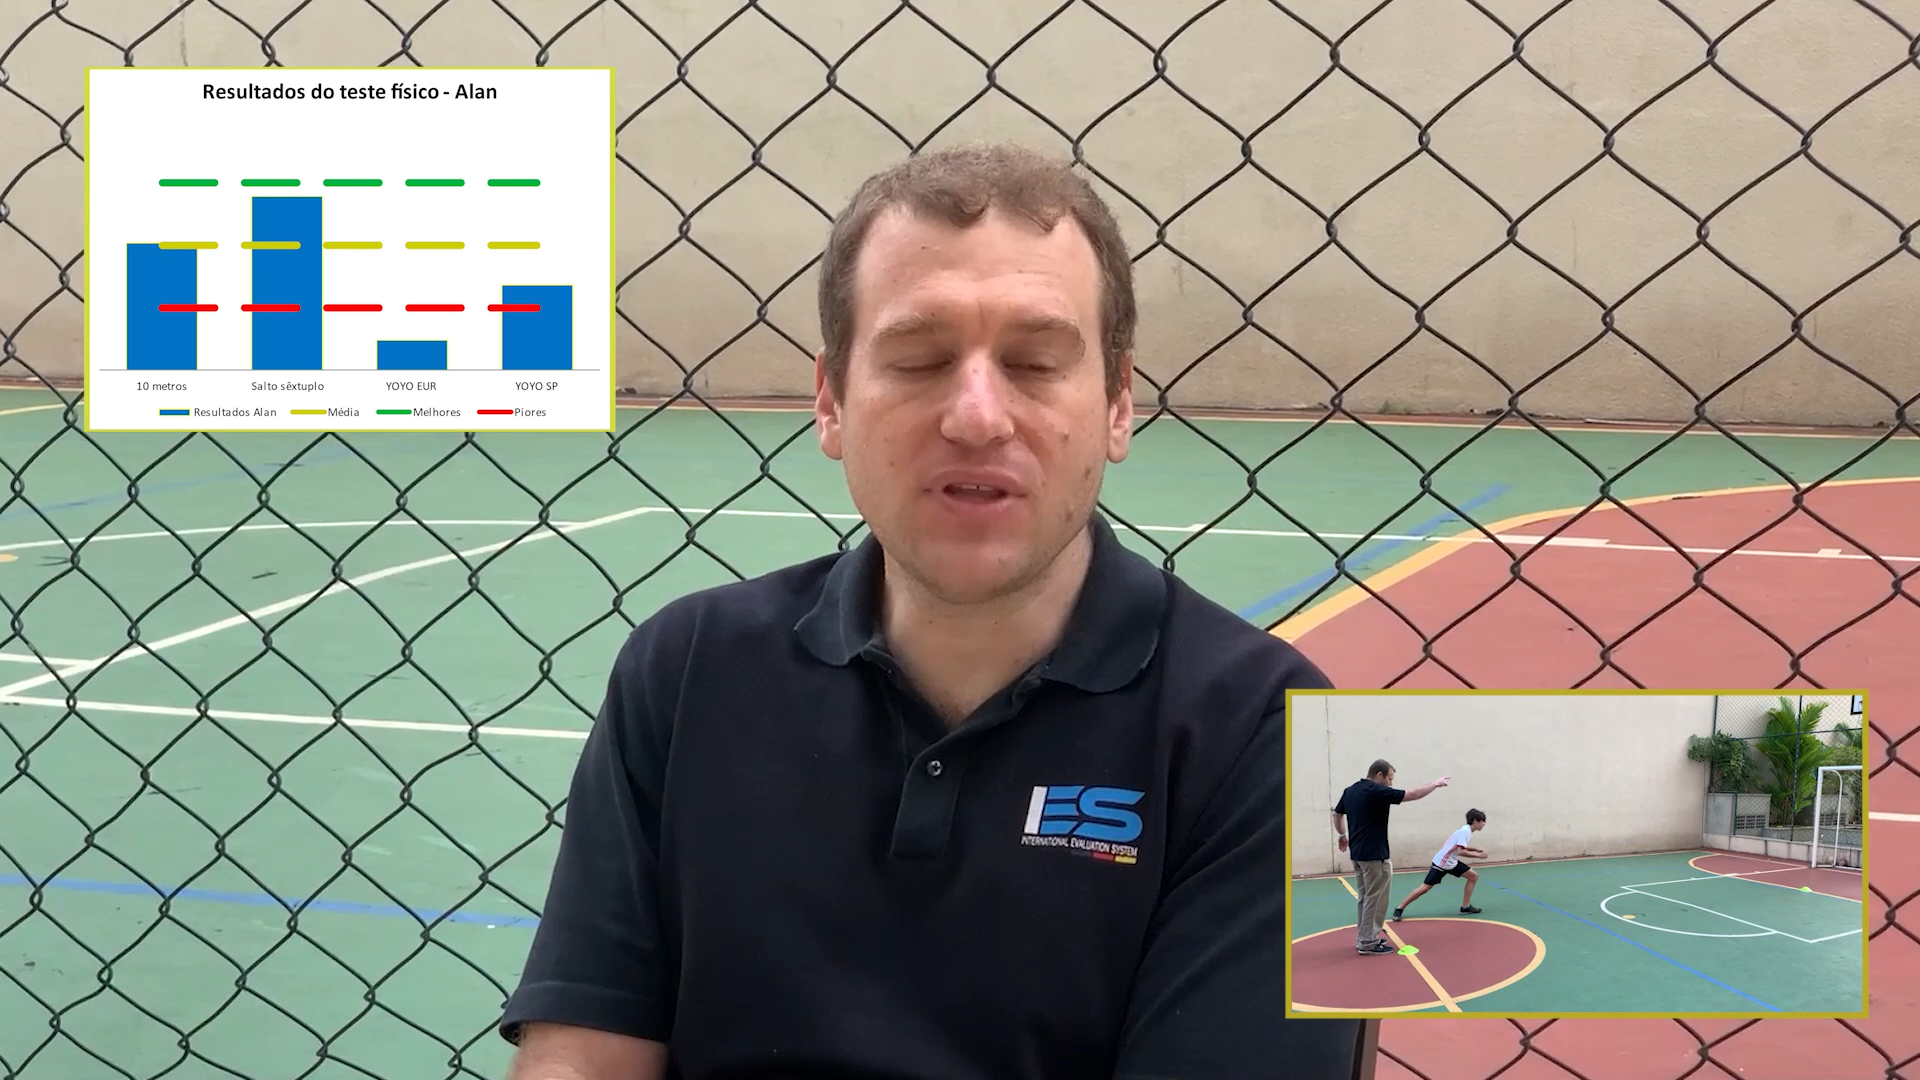 Resultados do teste físico - Alan
10 metros
Salto sêxtuplo
YOYO EUR
YOYO SP
Resultados Alan
Média
Melhores
Piores
IES
INTERNATIONAL EVALUATION SYSTEM